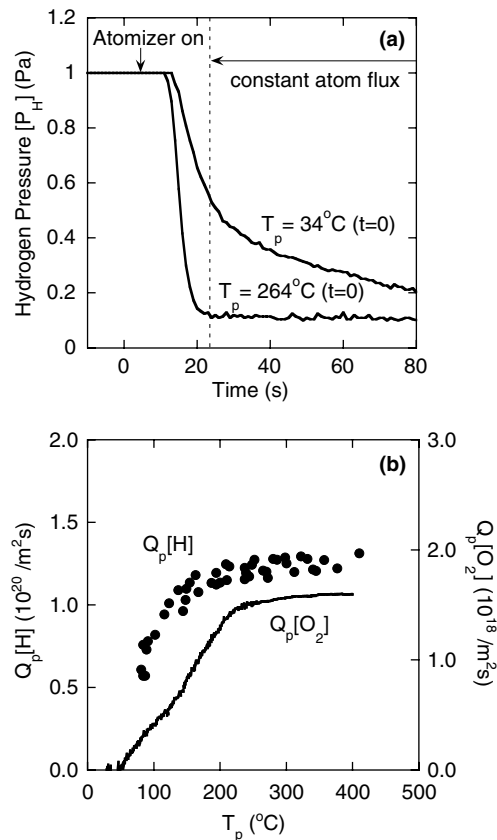 Atomizer on
(a)
constant atom flux
Hydrogen Pressure [P_H] (Pa)
1.2
1
0.8
0.6
0.4
0.2
0
T_p = 34°C (t=0)
T_p = 264°C (t=0)
0 20 40 60 80
Time (s)
(b)
Q_p[H] (10^20 /m^2s)
2.0
1.5
1.0
0.5
0.0
Q_p[H]
Q_p[O_2]
3.0
2.0
1.0
0.0
Q_p[O_2] (10^18 /m^2s)
0 100 200 300 400 500
T_p (°C)